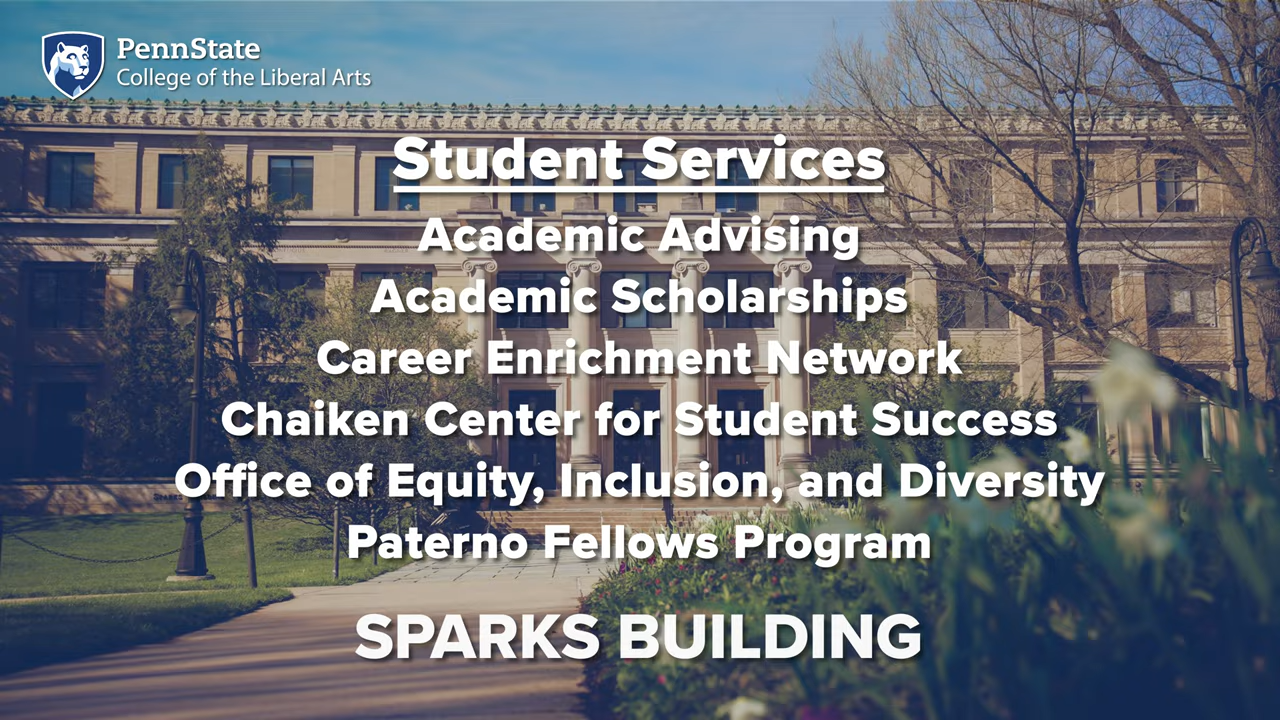 PennState
College of the Liberal Arts
Student Services
Academic Advising
Academic Scholarships
Career Enrichment Network
Chaiken Center for Student Success
Office of Equity, Inclusion, and Diversity
Paterno Fellows Program
SPARKS BUILDING